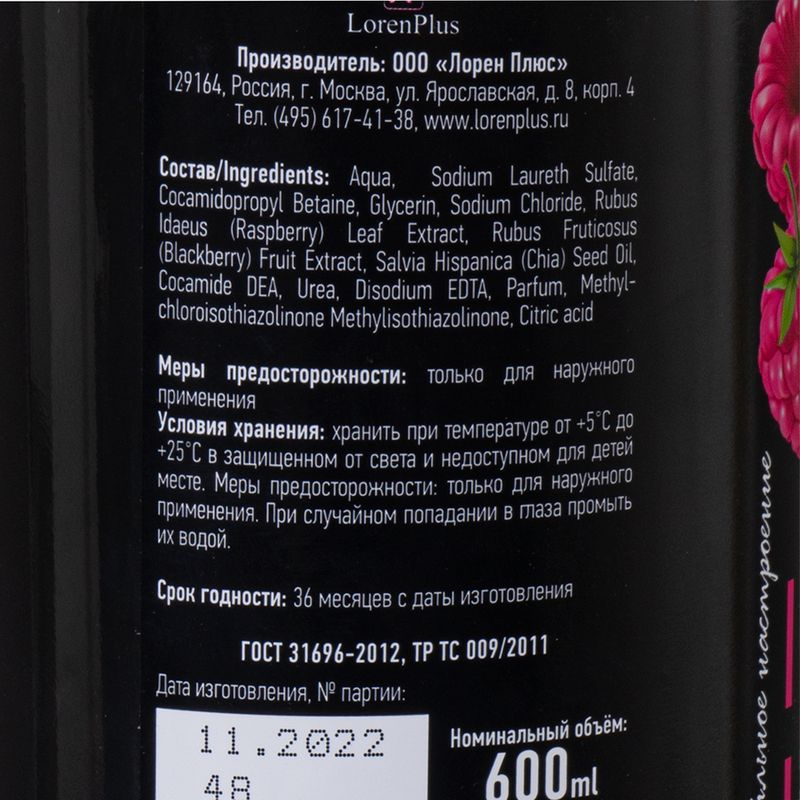 LorenPlus
Производитель: ООО «Лорен Плюс»
129164, Россия, г. Москва, ул. Ярославская, д. 8, корп. 4
Тел. (495) 617-41-38, www.lorenplus.ru
Состав/Ingredients: Aqua, Sodium Laureth Sulfate,
Cocamidopropyl Betaine, Glycerin, Sodium Chloride, Rubus
Idaeus (Raspberry) Leaf Extract, Rubus Fruticosus
(Blackberry) Fruit Extract, Salvia Hispanica (Chia) Seed Oil,
Cocamide DEA, Urea, Disodium EDTA, Parfum, Methyl-
chloroisothiazolinone Methylisothiazolinone, Citric acid
Меры предосторожности: только для наружного
применения
Условия хранения: хранить при температуре от +5°C до
+25°C в защищенном от света и недоступном для детей
месте. Меры предосторожности: только для наружного
применения. При случайном попадании в глаза промыть
их водой.
Срок годности: 36 месяцев с даты изготовления
ГОСТ 31696-2012, ТР ТС 009/2011
Дата изготовления, № партии:
11.2022
48
Номинальный объём:
600ml
настроение